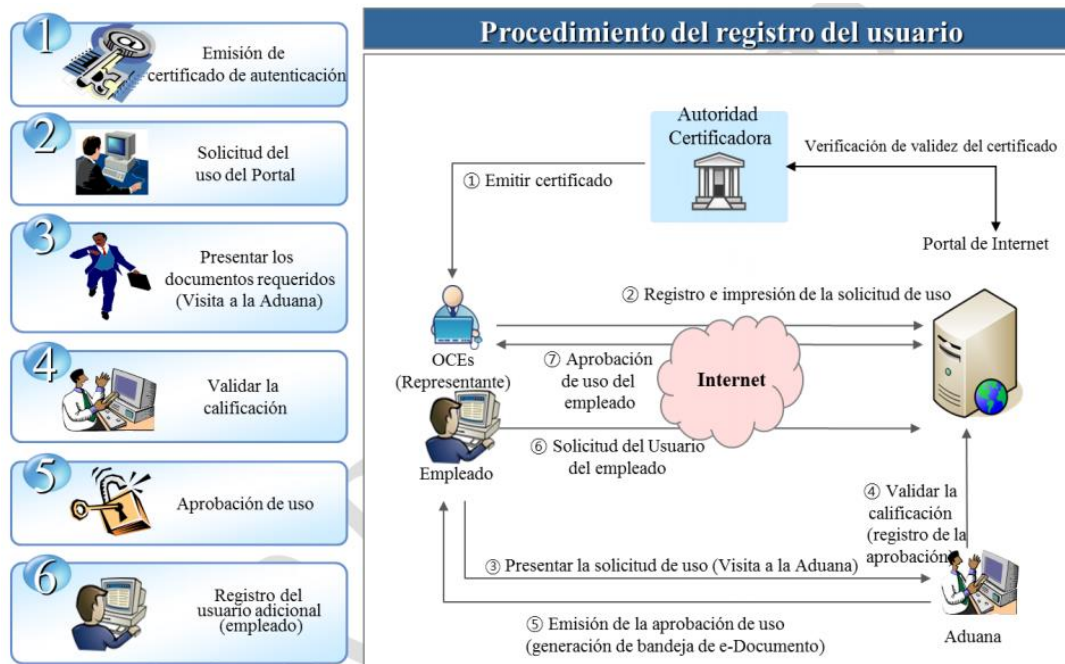 1
Emisión de
certificado de autenticación
2
Solicitud del
uso del Portal
3
Presentar los
documentos requeridos
(Visita a la Aduana)
4
Validar la
calificación
5
Aprobación de uso
6
Registro del
usuario adicional
(empleado)
Procedimiento del registro del usuario
Autoridad
Certificadora
Verificación de validez del certificado
① Emitir certificado
Portal de Internet
② Registro e impresión de la solicitud de uso
OCEs
(Representante)
⑦ Aprobación
de uso del
empleado
Internet
⑥ Solicitud del Usuario
del empleado
Empleado
④ Validar la
calificación
(registro de la
aprobación)
③ Presentar la solicitud de uso (Visita a la Aduana)
⑤ Emisión de la aprobación de uso
(generación de bandeja de e-Documento)
Aduana